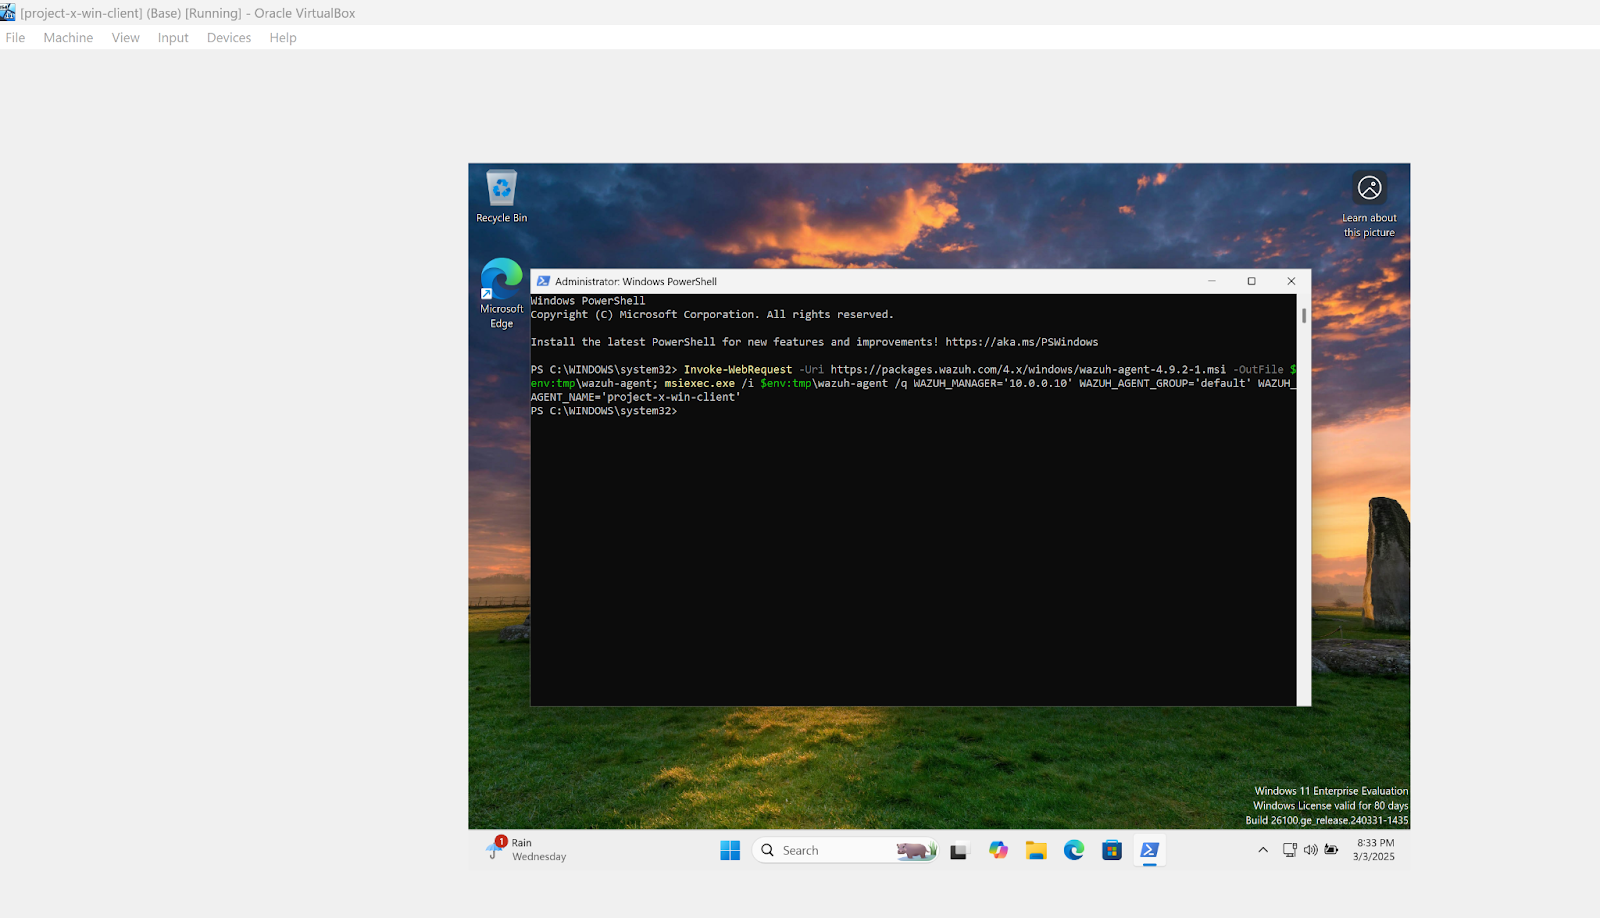 [project-x-win-client] (Base) [Running] - Oracle VirtualBox
File Machine View Input Devices Help
Recycle Bin
Learn about
this picture
Microsoft
Edge
Administrator: Windows PowerShell
Windows PowerShell
Copyright (C) Microsoft Corporation. All rights reserved.
Install the latest PowerShell for new features and improvements! https://aka.ms/PSWindows
PS C:\WINDOWS\system32> Invoke-WebRequest -Uri https://packages.wazuh.com/4.x/windows/wazuh-agent-4.9.2-1.msi -OutFile $
env:tmp\wazuh-agent; msiexec.exe /i $env:tmp\wazuh-agent /q WAZUH_MANAGER='10.0.0.10' WAZUH_AGENT_GROUP='default' WAZUH_
AGENT_NAME='project-x-win-client'
PS C:\WINDOWS\system32>
Windows 11 Enterprise Evaluation
Windows License valid for 80 days
Build 26100.ge_release.240331-1435
1
Rain
Wednesday
Search
8:33 PM
3/3/2025